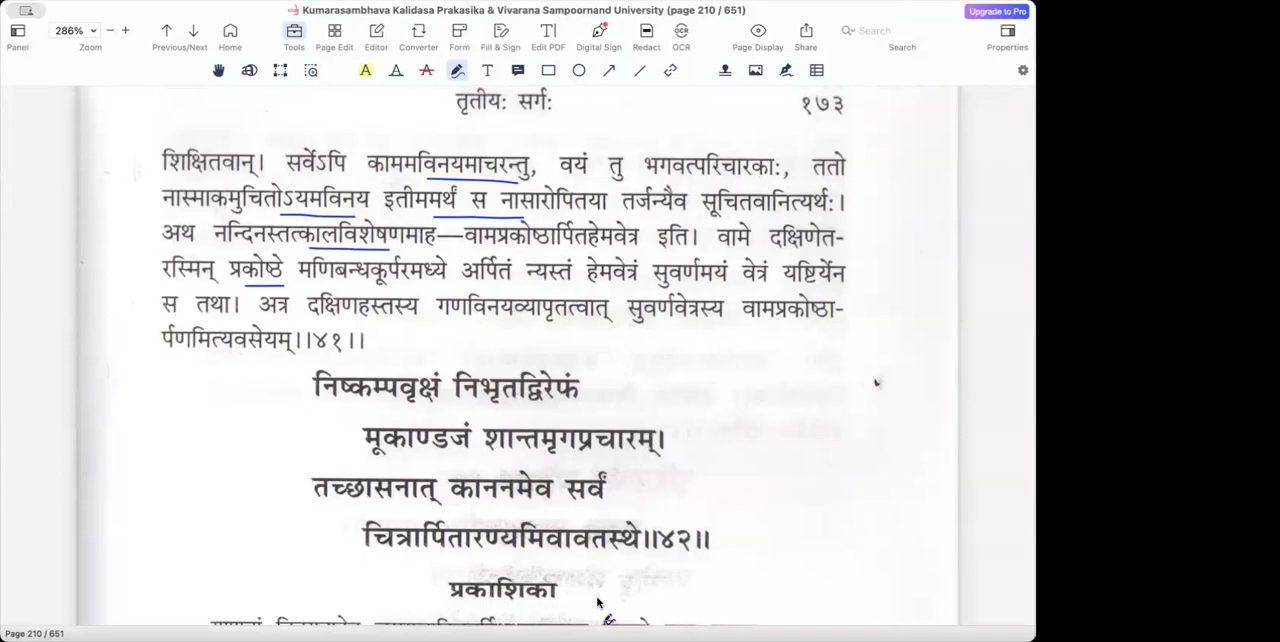 Kumarasambhava Kalidasa Prakasika & Vivarana Sampoornand University (page 210 / 651)
Upgrade to Pro
286%
Search
Panel Zoom Previous/Next Home Tools Page Edit Editor Converter Form Fill & Sign Edit PDF Digital Sign Redact OCR Page Display Share Search Properties
तृतीयः सर्गः १७३
शिक्षितवान्। सर्वेऽपि काममविनयमाचरन्तु, वयं तु भगवत्परिचारकाः, ततो
नास्माकमुचितोऽयमविनय इतीममर्थं स नासारोपितया तर्जन्यैव सूचितवानित्यर्थः।
अथ नन्दिनस्तत्कालविशेषणमाह—वामप्रकोष्ठार्पितहेमवेत्र इति। वामे दक्षिणेत-
रस्मिन् प्रकोष्ठे मणिबन्धकूर्परमध्ये अर्पितं न्यस्तं हेमवेत्रं सुवर्णमयं वेत्रं यष्टिर्येन
स तथा। अत्र दक्षिणहस्तस्य गणविनयव्यापृतत्वात् सुवर्णवेत्रस्य वामप्रकोष्ठा-
र्पणमित्यवसेयम्।।४१।।
निष्कम्पवृक्षं निभृतद्विरेफं
मूकाण्डजं शान्तमृगप्रचारम्।
तच्छासनात् काननमेव सर्वं
चित्रार्पितारण्यमिवावतस्थे।।४२।।
प्रकाशिका
Page 210 / 651